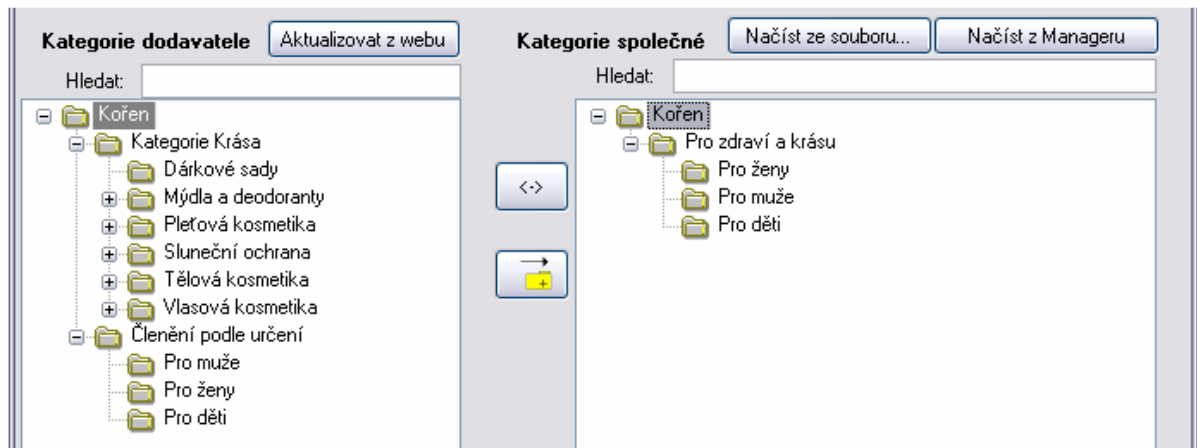 Kategorie dodavatele Aktualizovat z webu
Hledat:
Kořen
Kategorie Krása
Dárkové sady
Mýdla a deodoranty
Pleťová kosmetika
Sluneční ochrana
Tělová kosmetika
Vlasová kosmetika
Členění podle určení
Pro muže
Pro ženy
Pro děti
<->
Kategorie společné Načíst ze souboru... Načíst z Manageru
Hledat:
Kořen
Pro zdraví a krásu
Pro ženy
Pro muže
Pro děti